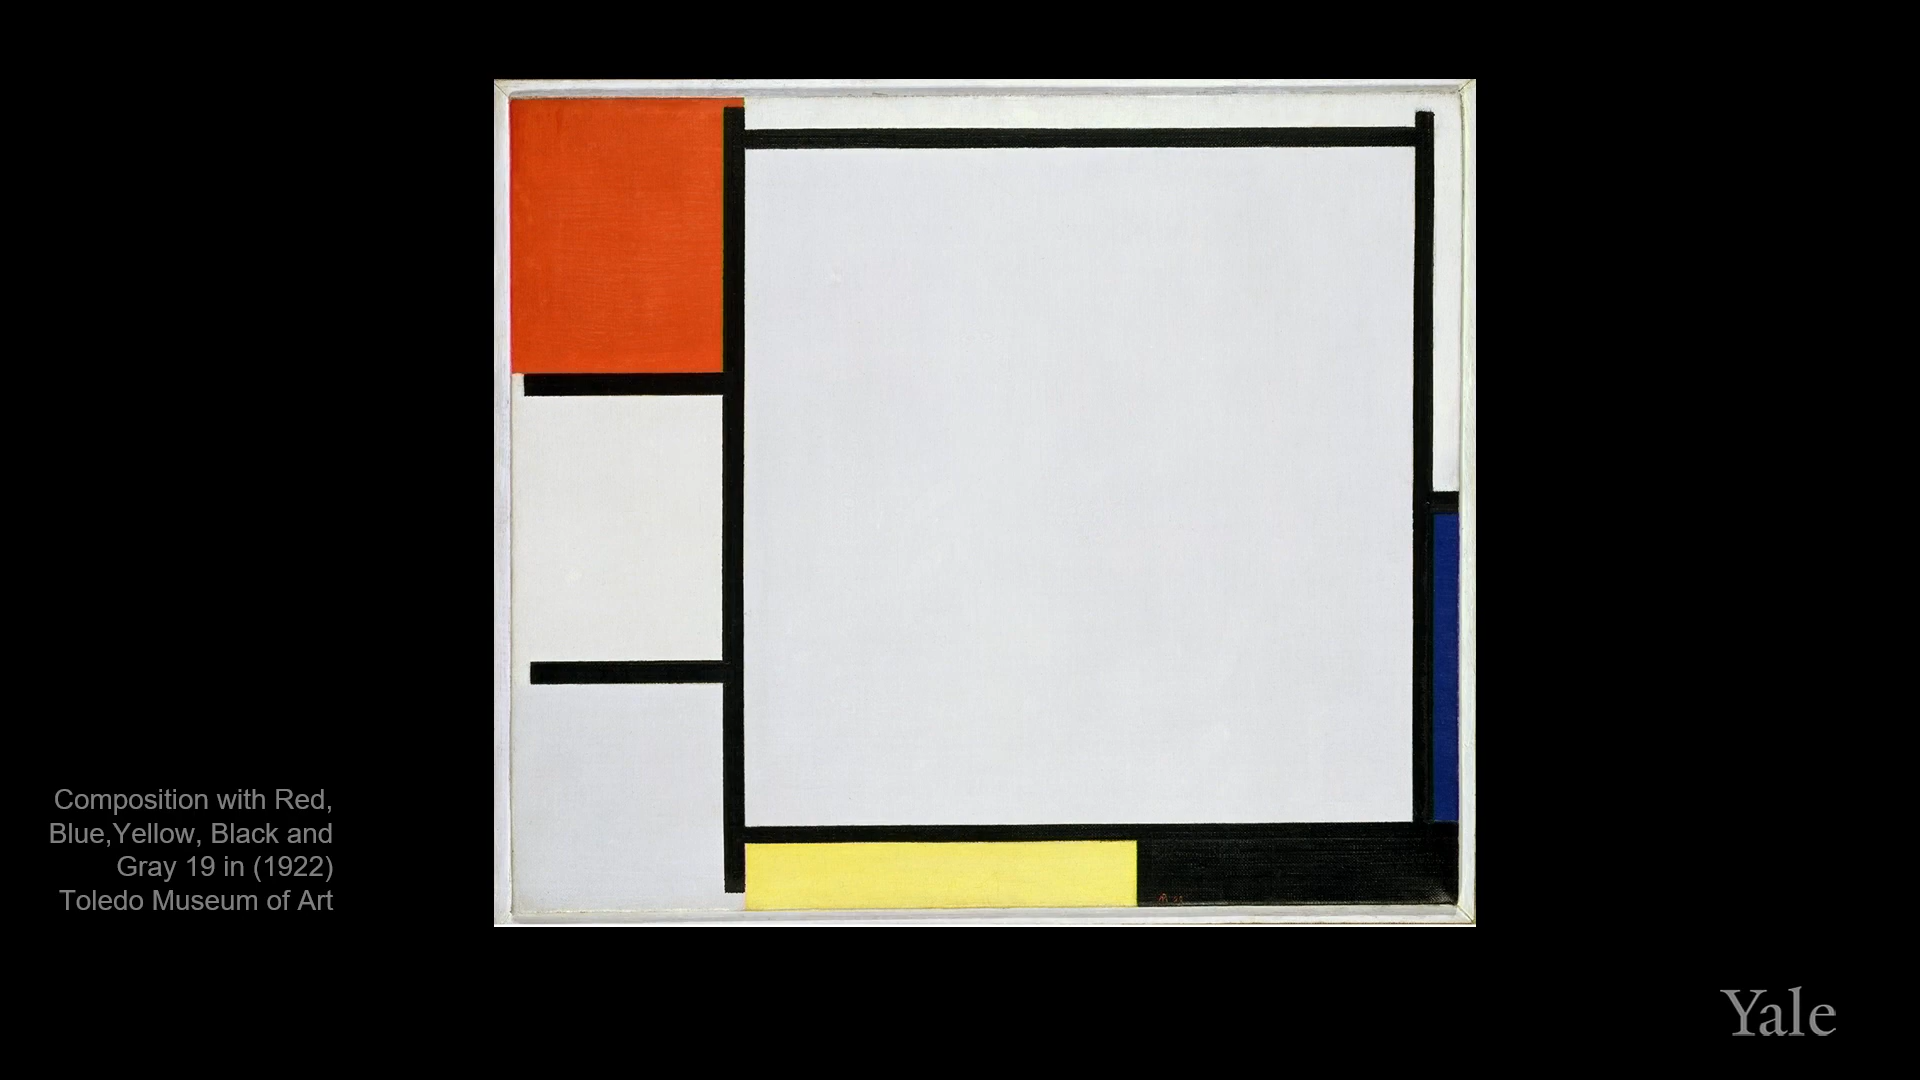 Composition with Red,
Blue,Yellow, Black and
Gray 19 in (1922)
Toledo Museum of Art
Yale